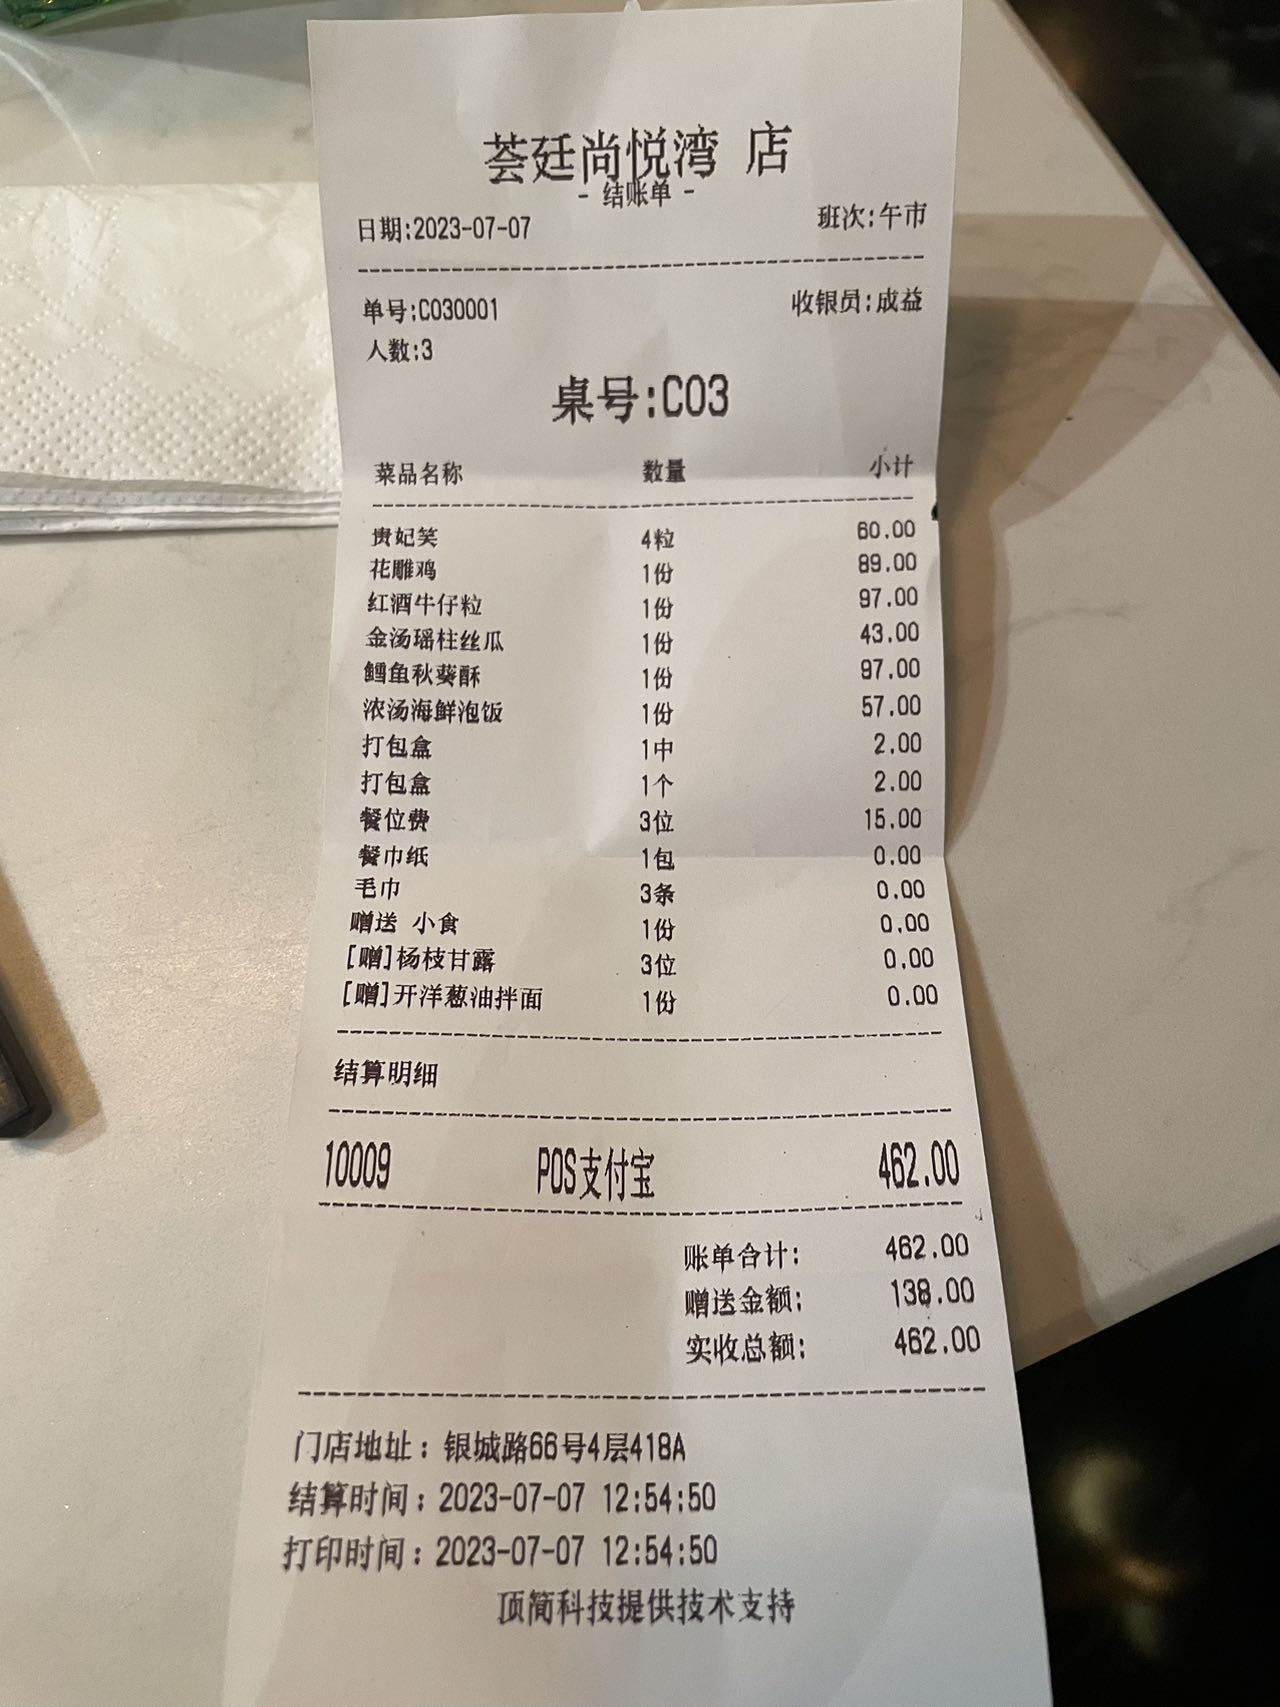 荟廷尚悦湾 店
- 结账单 -
日期:2023-07-07 班次:午市
单号:C030001 收银员:成益
人数:3
桌号:C03
菜品名称 数量 小计
贵妃笑 4粒 60.00
花雕鸡 1份 89.00
红酒牛仔粒 1份 97.00
金汤瑶柱丝瓜 1份 43.00
鳕鱼秋葵酥 1份 97.00
浓汤海鲜泡饭 1份 57.00
打包盒 1中 2.00
打包盒 1个 2.00
餐位费 3位 15.00
餐巾纸 1包 0.00
毛巾 3条 0.00
赠送 小食 1份 0.00
[赠]杨枝甘露 3位 0.00
[赠]开洋葱油拌面 1份 0.00
结算明细
10009 POS支付宝 462.00
账单合计: 462.00
赠送金额: 138.00
实收总额: 462.00
门店地址：银城路66号4层418A
结算时间：2023-07-07 12:54:50
打印时间：2023-07-07 12:54:50
顶简科技提供技术支持